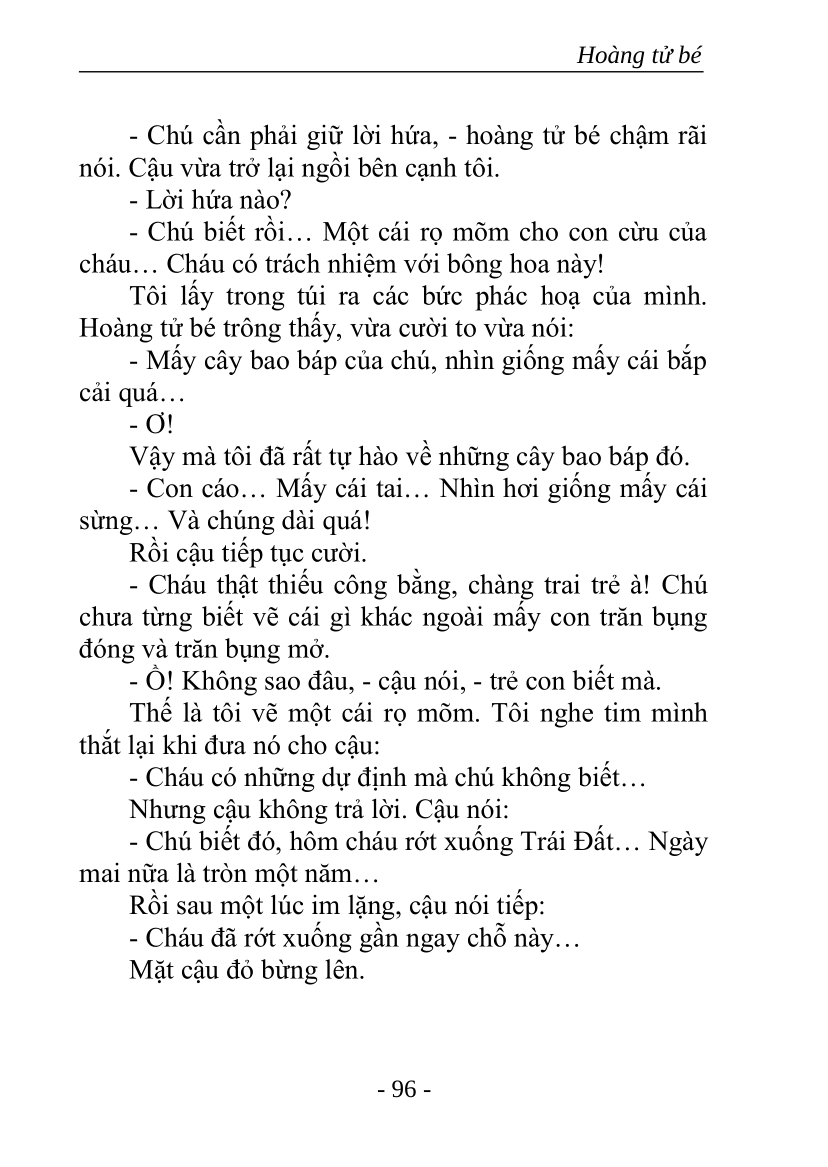 Hoàng tử bé
- Chú cần phải giữ lời hứa, - hoàng tử bé chậm rãi
nói. Cậu vừa trở lại ngồi bên cạnh tôi.
- Lời hứa nào?
- Chú biết rồi… Một cái rọ mõm cho con cừu của
cháu… Cháu có trách nhiệm với bông hoa này!
Tôi lấy trong túi ra các bức phác hoạ của mình.
Hoàng tử bé trông thấy, vừa cười to vừa nói:
- Mấy cây bao báp của chú, nhìn giống mấy cái bắp
cải quá…
- Ơ!
Vậy mà tôi đã rất tự hào về những cây bao báp đó.
- Con cáo… Mấy cái tai… Nhìn hơi giống mấy cái
sừng… Và chúng dài quá!
Rồi cậu tiếp tục cười.
- Cháu thật thiếu công bằng, chàng trai trẻ à! Chú
chưa từng biết vẽ cái gì khác ngoài mấy con trăn bụng
đóng và trăn bụng mở.
- Ồ! Không sao đâu, - cậu nói, - trẻ con biết mà.
Thế là tôi vẽ một cái rọ mõm. Tôi nghe tim mình
thắt lại khi đưa nó cho cậu:
- Cháu có những dự định mà chú không biết…
Nhưng cậu không trả lời. Cậu nói:
- Chú biết đó, hôm cháu rớt xuống Trái Đất… Ngày
mai nữa là tròn một năm…
Rồi sau một lúc im lặng, cậu nói tiếp:
- Cháu đã rớt xuống gần ngay chỗ này…
Mặt cậu đỏ bừng lên.
- 96 -